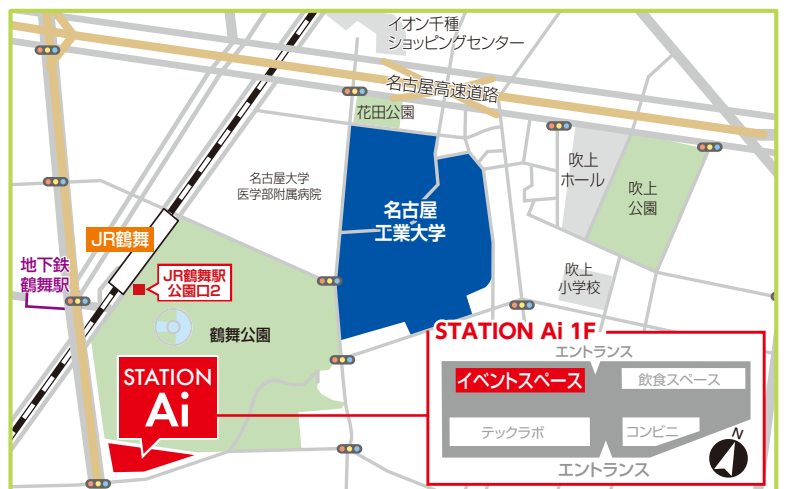 イオン千種
ショッピングセンター
名古屋高速道路
花田公園
名古屋大学
医学部附属病院
名古屋
工業大学
吹上
ホール
吹上
公園
吹上
小学校
JR鶴舞
地下鉄
鶴舞駅
JR鶴舞駅
公園口2
鶴舞公園
STATION
Ai
STATION Ai 1F
エントランス
イベントスペース
飲食スペース
テックラボ
コンビニ
エントランス
N